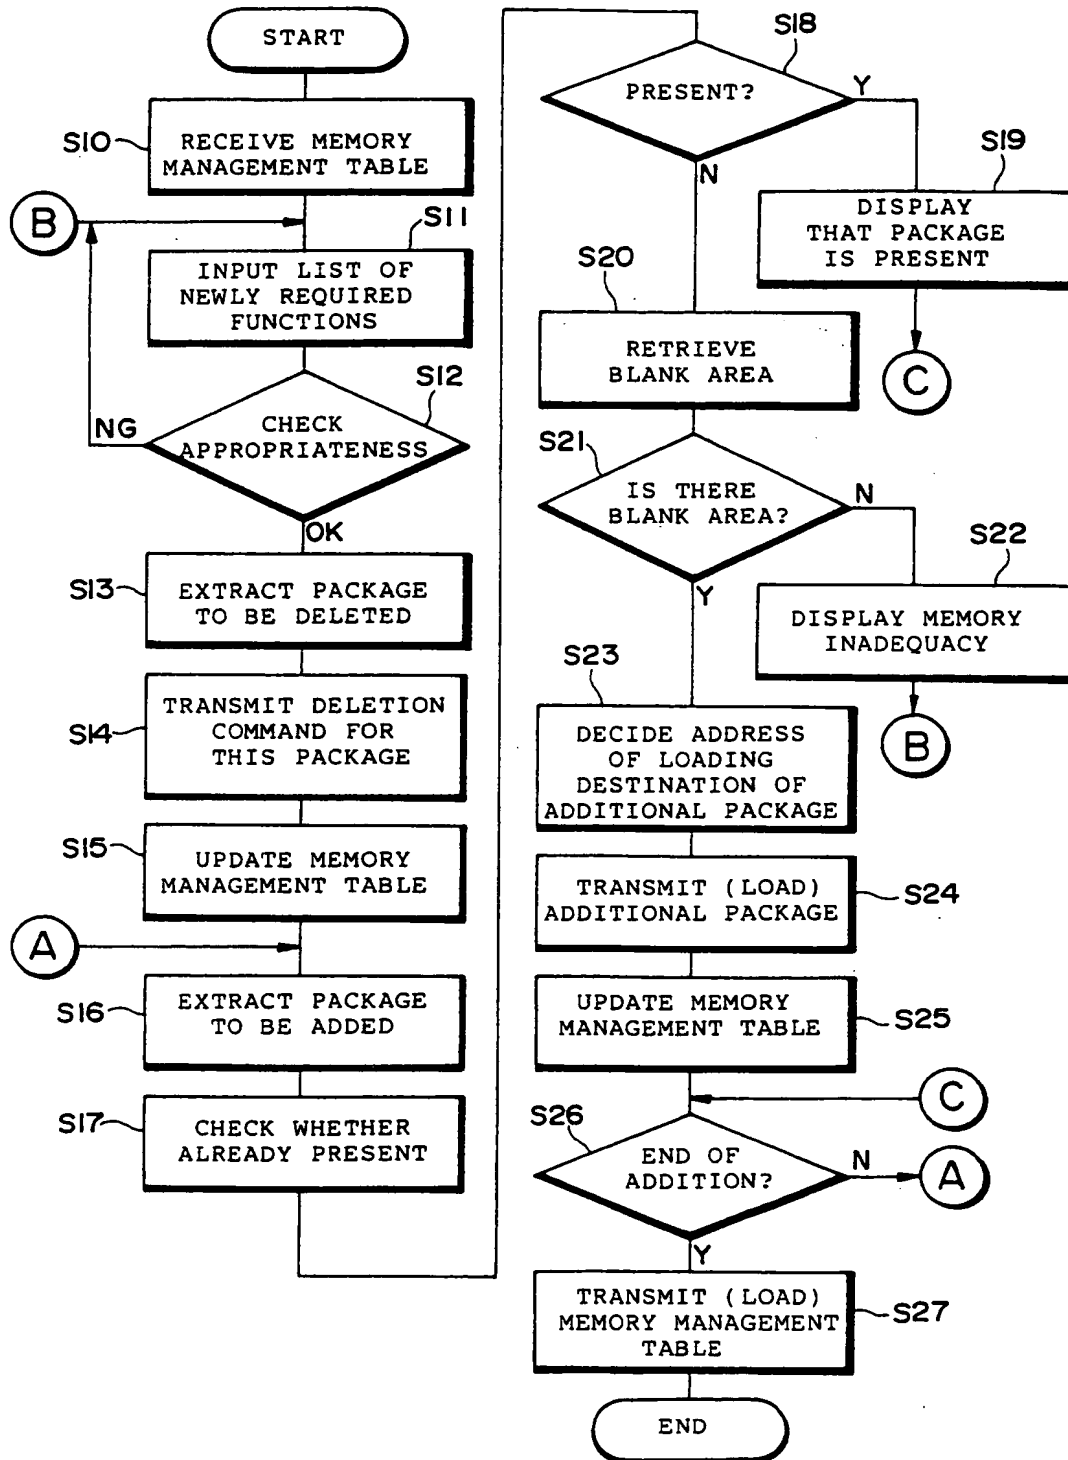 START
S10
RECEIVE MEMORY
MANAGEMENT TABLE
B
S11
INPUT LIST OF
NEWLY REQUIRED
FUNCTIONS
S12
NG
CHECK
APPROPRIATENESS
OK
S13
EXTRACT PACKAGE
TO BE DELETED
S14
TRANSMIT DELETION
COMMAND FOR
THIS PACKAGE
S15
UPDATE MEMORY
MANAGEMENT TABLE
A
S16
EXTRACT PACKAGE
TO BE ADDED
S17
CHECK WHETHER
ALREADY PRESENT
S18
PRESENT?
Y
N
S19
DISPLAY
THAT PACKAGE
IS PRESENT
C
S20
RETRIEVE
BLANK AREA
S21
IS THERE
BLANK AREA?
N
Y
S22
DISPLAY MEMORY
INADEQUACY
B
S23
DECIDE ADDRESS
OF LOADING
DESTINATION OF
ADDITIONAL PACKAGE
TRANSMIT (LOAD)
ADDITIONAL PACKAGE
S24
UPDATE MEMORY
MANAGEMENT TABLE
S25
C
S26
END OF
ADDITION?
N
A
Y
TRANSMIT (LOAD)
MEMORY MANAGEMENT
TABLE
S27
END